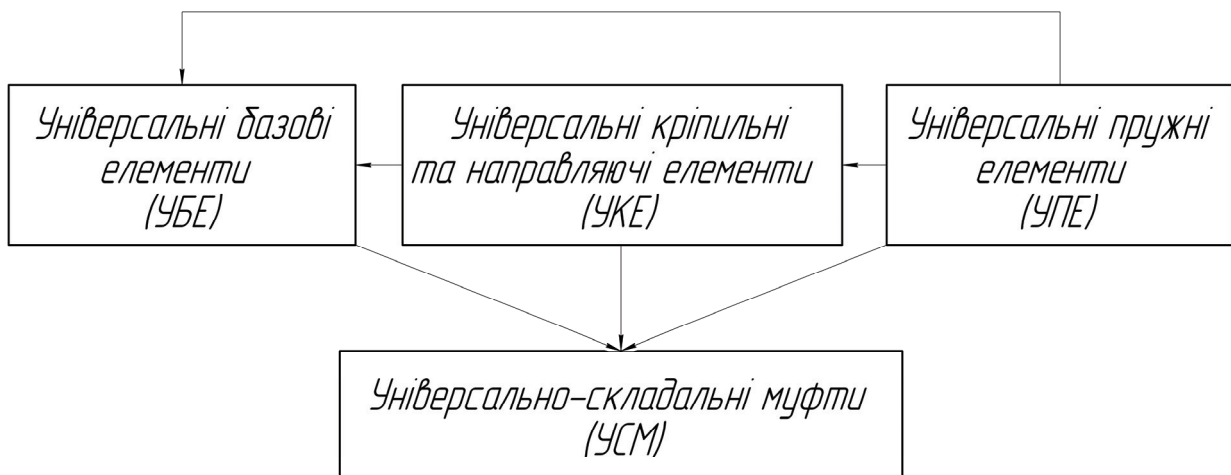 Універсальні базові
елементи
(УБЕ)
Універсальні кріпильні
та направляючі елементи
(УКЕ)
Універсальні пружні
елементи
(УПЕ)
Універсально-складальні муфти
(УСМ)